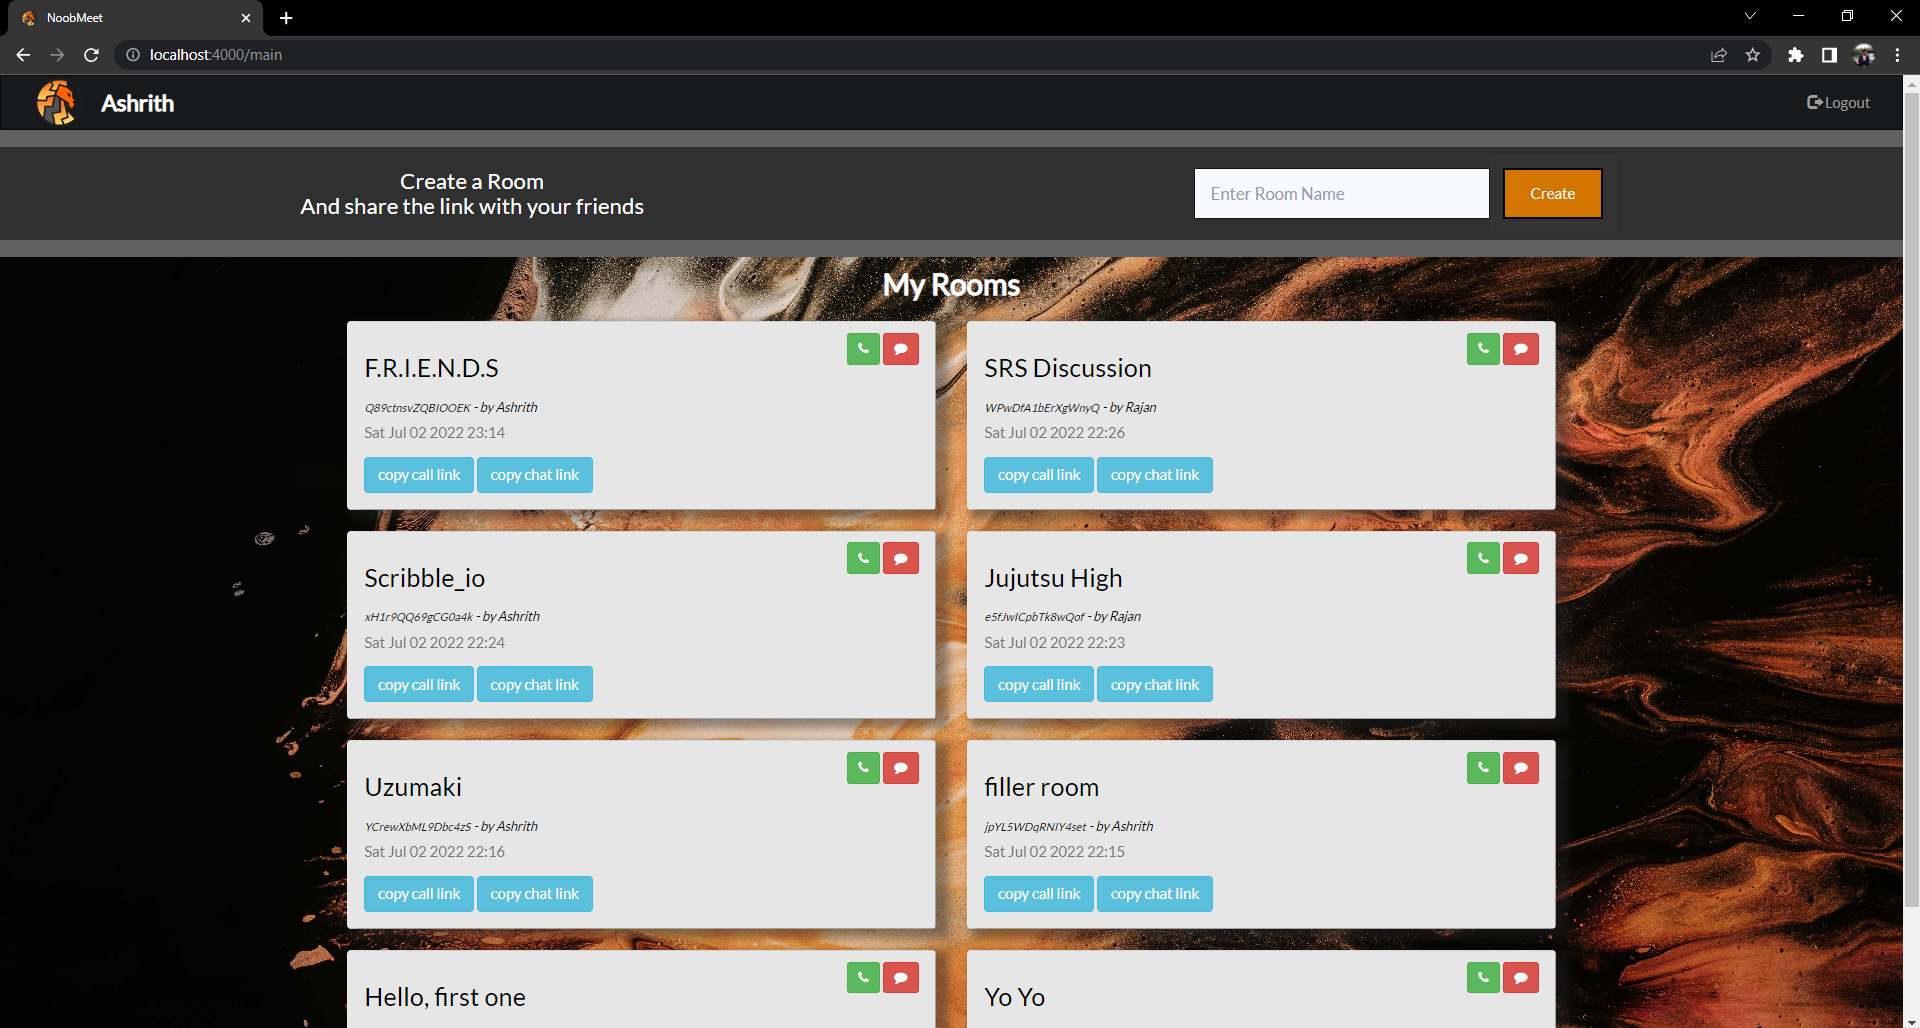 NoobMeet
localhost:4000/main
Ashrith
Logout
Create a Room
And share the link with your friends
Enter Room Name
Create
My Rooms
F.R.I.E.N.D.S
Q89ctnsvZQBIOOEK - by Ashrith
Sat Jul 02 2022 23:14
copy call link copy chat link
SRS Discussion
WPwDfA1bErXgWnyQ - by Rajan
Sat Jul 02 2022 22:26
copy call link copy chat link
Scribble_io
xH1r9QQ69gCG0a4k - by Ashrith
Sat Jul 02 2022 22:24
copy call link copy chat link
Jujutsu High
e5fJwICpbTk8wQof - by Rajan
Sat Jul 02 2022 22:23
copy call link copy chat link
Uzumaki
YCrewXbML9Dbc4zS - by Ashrith
Sat Jul 02 2022 22:16
copy call link copy chat link
filler room
jpYL5WDqRNIY4set - by Ashrith
Sat Jul 02 2022 22:15
copy call link copy chat link
Hello, first one
Yo Yo